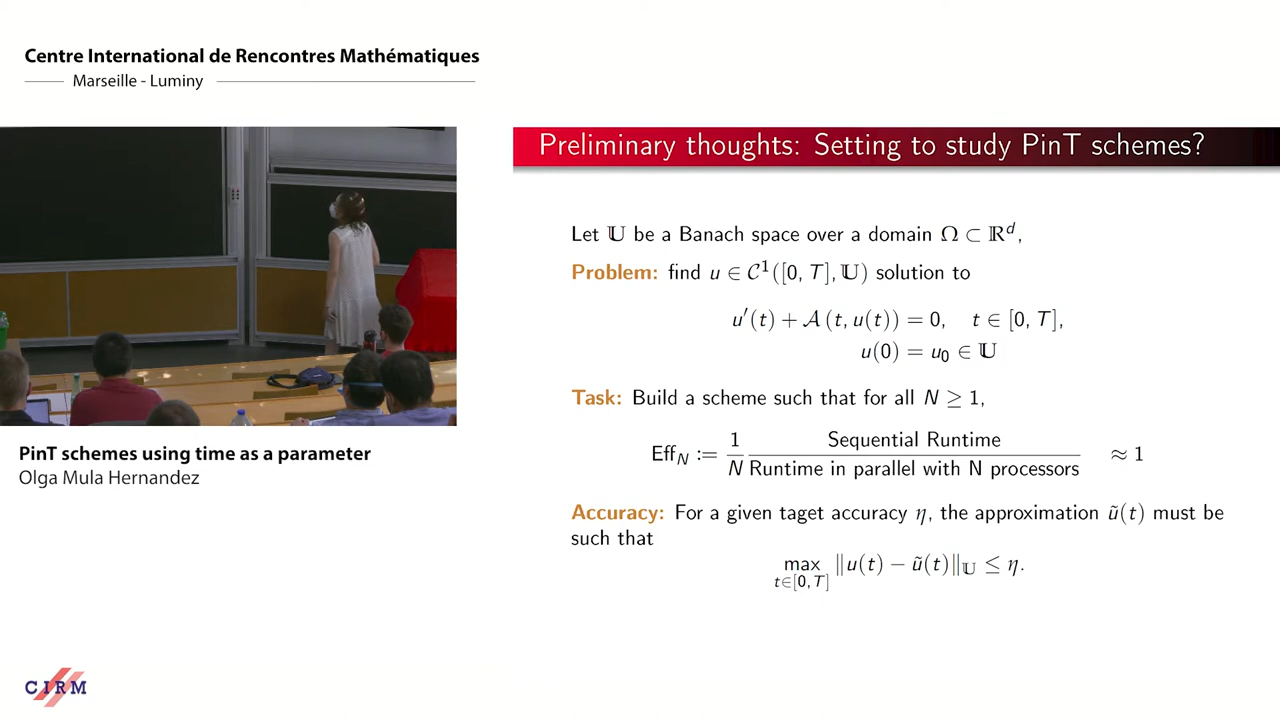 Centre International de Rencontres Mathématiques
Marseille - Luminy
Preliminary thoughts: Setting to study PinT schemes?
Let 𝕌 be a Banach space over a domain Ω ⊂ ℝᵈ,
Problem: find u ∈ 𝒞¹([0, T], 𝕌) solution to
u′(t) + 𝒜 (t, u(t)) = 0, t ∈ [0, T],
u(0) = u₀ ∈ 𝕌
Task: Build a scheme such that for all N ≥ 1,
Eff_N := 1/N Sequential Runtime / Runtime in parallel with N processors ≈ 1
Accuracy: For a given taget accuracy η, the approximation ũ(t) must be
such that
max t∈[0,T] ‖u(t) − ũ(t)‖_𝕌 ≤ η.
PinT schemes using time as a parameter
Olga Mula Hernandez
CIRM